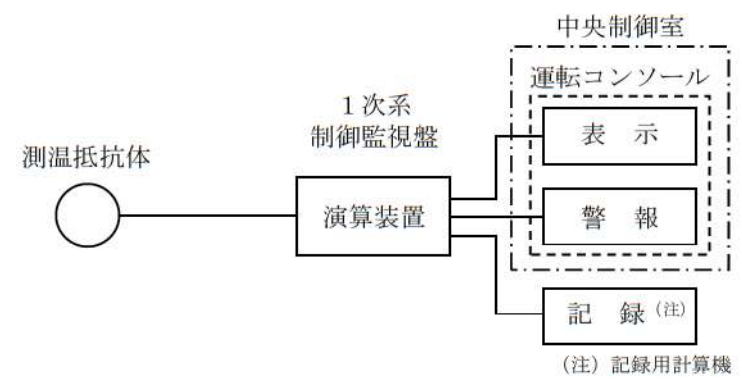 中央制御室
運転コンソール
1次系
制御監視盤
表 示
測温抵抗体
演算装置
警 報
記 録(注)
(注)記録用計算機